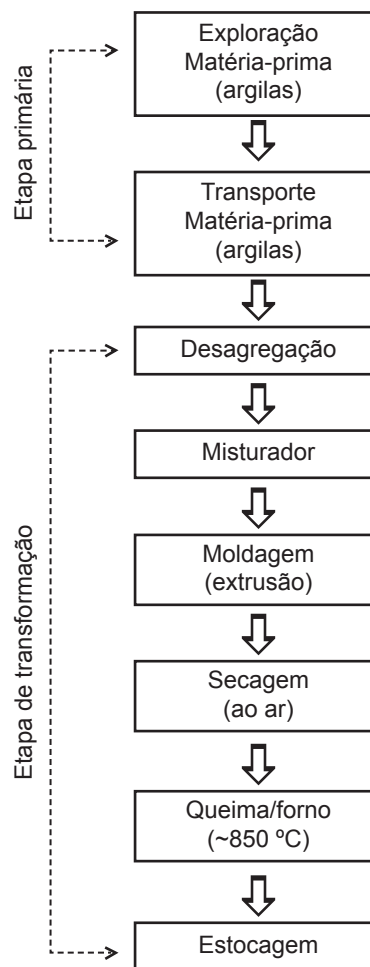 Etapa primária
Exploração
Matéria-prima
(argilas)
Transporte
Matéria-prima
(argilas)
Etapa de transformação
Desagregação
Misturador
Moldagem
(extrusão)
Secagem
(ao ar)
Queima/forno
(~850 ºC)
Estocagem